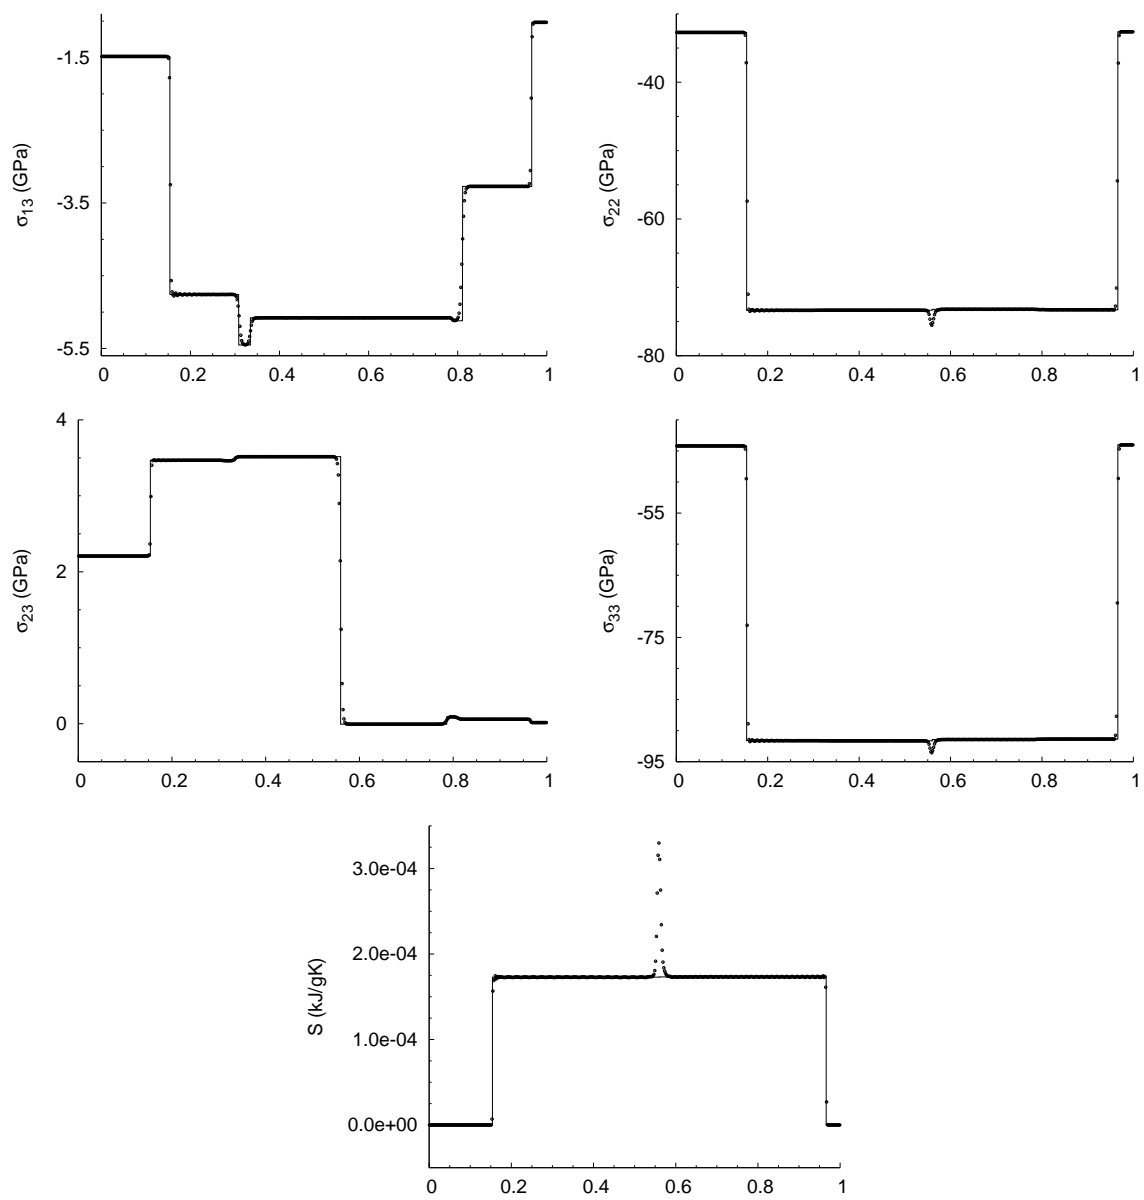 -1.5
-3.5
-5.5
σ13 (GPa)
0 0.2 0.4 0.6 0.8 1
-40
-60
-80
σ22 (GPa)
0 0.2 0.4 0.6 0.8 1
4
2
0
σ23 (GPa)
0 0.2 0.4 0.6 0.8 1
-55
-75
-95
σ33 (GPa)
0 0.2 0.4 0.6 0.8 1
3.0e-04
2.0e-04
1.0e-04
0.0e+00
S (kJ/gK)
0 0.2 0.4 0.6 0.8 1